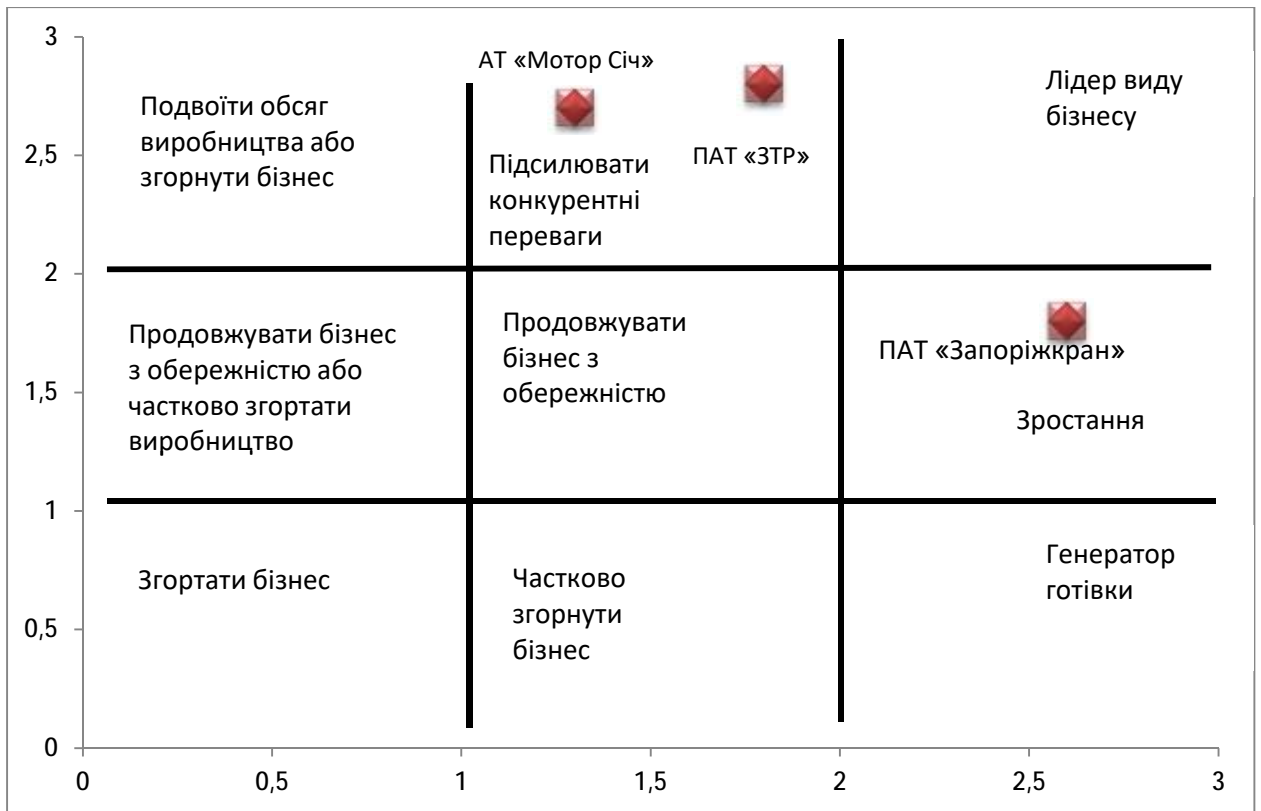 3
АТ «Мотор Січ»
Подвоїти обсяг
виробництва або
згорнути бізнес
Лідер виду
бізнесу
2,5
Підсилювати
конкурентні
переваги
ПАТ «ЗТР»
2
Продовжувати бізнес
з обережністю або
частково згортати
виробництво
Продовжувати
бізнес з
обережністю
ПАТ «Запоріжкран»
1,5
Зростання
1
Згортати бізнес
Частково
згорнути
бізнес
Генератор
готівки
0,5
0
0
0,5
1
1,5
2
2,5
3